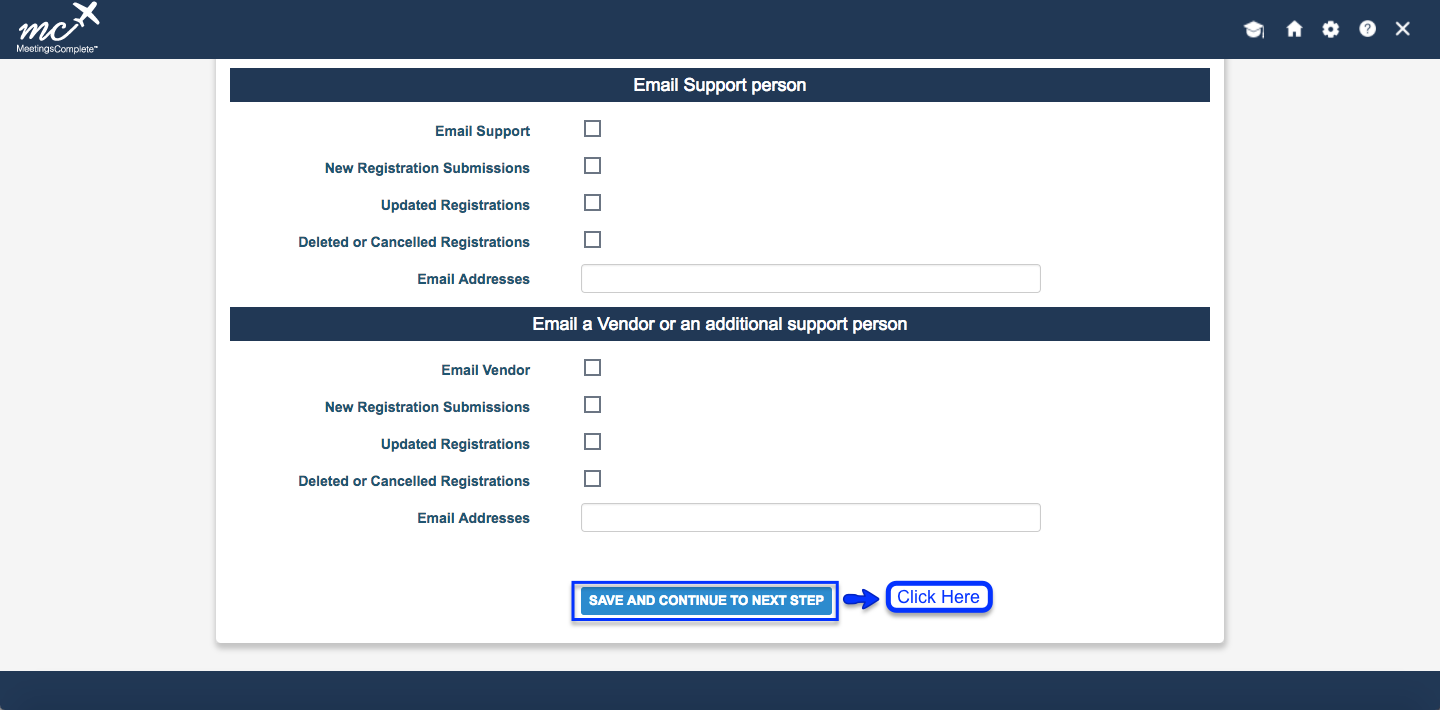 mc
MeetingsComplete™
?
Email Support person
Email Support
New Registration Submissions
Updated Registrations
Deleted or Cancelled Registrations
Email Addresses
Email a Vendor or an additional support person
Email Vendor
New Registration Submissions
Updated Registrations
Deleted or Cancelled Registrations
Email Addresses
SAVE AND CONTINUE TO NEXT STEP
Click Here